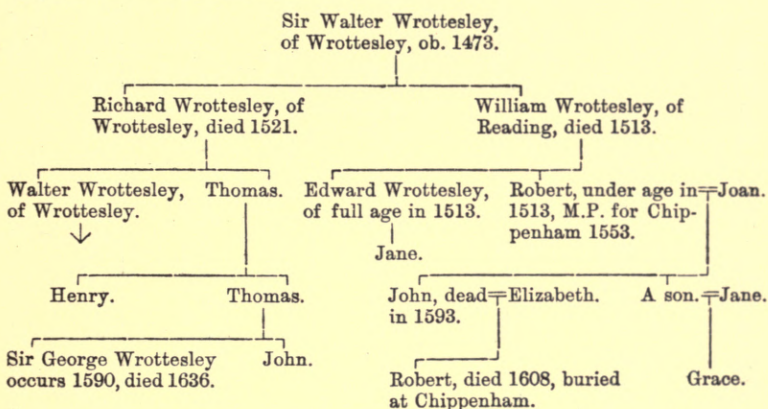 Sir Walter Wrottesley,
of Wrottesley, ob. 1473.
Richard Wrottesley, of
Wrottesley, died 1521.
William Wrottesley, of
Reading, died 1513.
Walter Wrottesley,
of Wrottesley.
Thomas.
Edward Wrottesley,
of full age in 1513.
Robert, under age in
1513, M.P. for Chip-
penham 1553.
Joan.
Jane.
Henry.
Thomas.
John, dead
in 1593.
Elizabeth.
A son.
Jane.
Sir George Wrottesley
occurs 1590, died 1636.
John.
Robert, died 1608, buried
at Chippenham.
Grace.